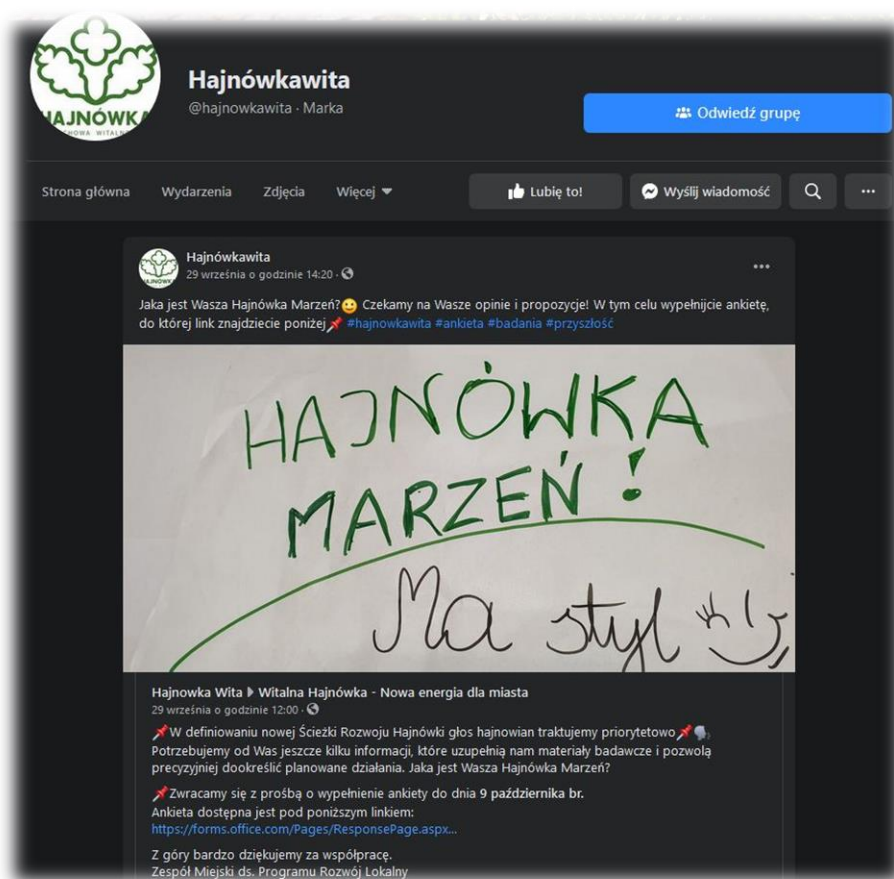 HAJNÓWKA
CHOWA WITALN
Hajnówkawita
@hajnowkawita · Marka
Odwiedź grupę
Strona główna Wydarzenia Zdjęcia Więcej Lubię to! Wyślij wiadomość
Hajnówkawita
29 września o godzinie 14:20 ·
Jaka jest Wasza Hajnówka Marzeń? Czekamy na Wasze opinie i propozycje! W tym celu wypełnijcie ankietę,
do której link znajdziecie poniżej #hajnowkawita #ankieta #badania #przyszłość
HAJNÓWKA
MARZEŃ!
Ma styl
Hajnowka Wita ▶ Witalna Hajnówka - Nowa energia dla miasta
29 września o godzinie 12:00 ·
W definiowaniu nowej Ścieżki Rozwoju Hajnówki głos hajnowian traktujemy priorytetowo
Potrzebujemy od Was jeszcze kilku informacji, które uzupełnią nam materiały badawcze i pozwolą
precyzyjniej dookreślić planowane działania. Jaka jest Wasza Hajnówka Marzeń?
Zwracamy się z prośbą o wypełnienie ankiety do dnia 9 października br.
Ankieta dostępna jest pod poniższym linkiem:
https://forms.office.com/Pages/ResponsePage.aspx...
Z góry bardzo dziękujemy za współpracę.
Zespół Miejski ds. Programu Rozwój Lokalny